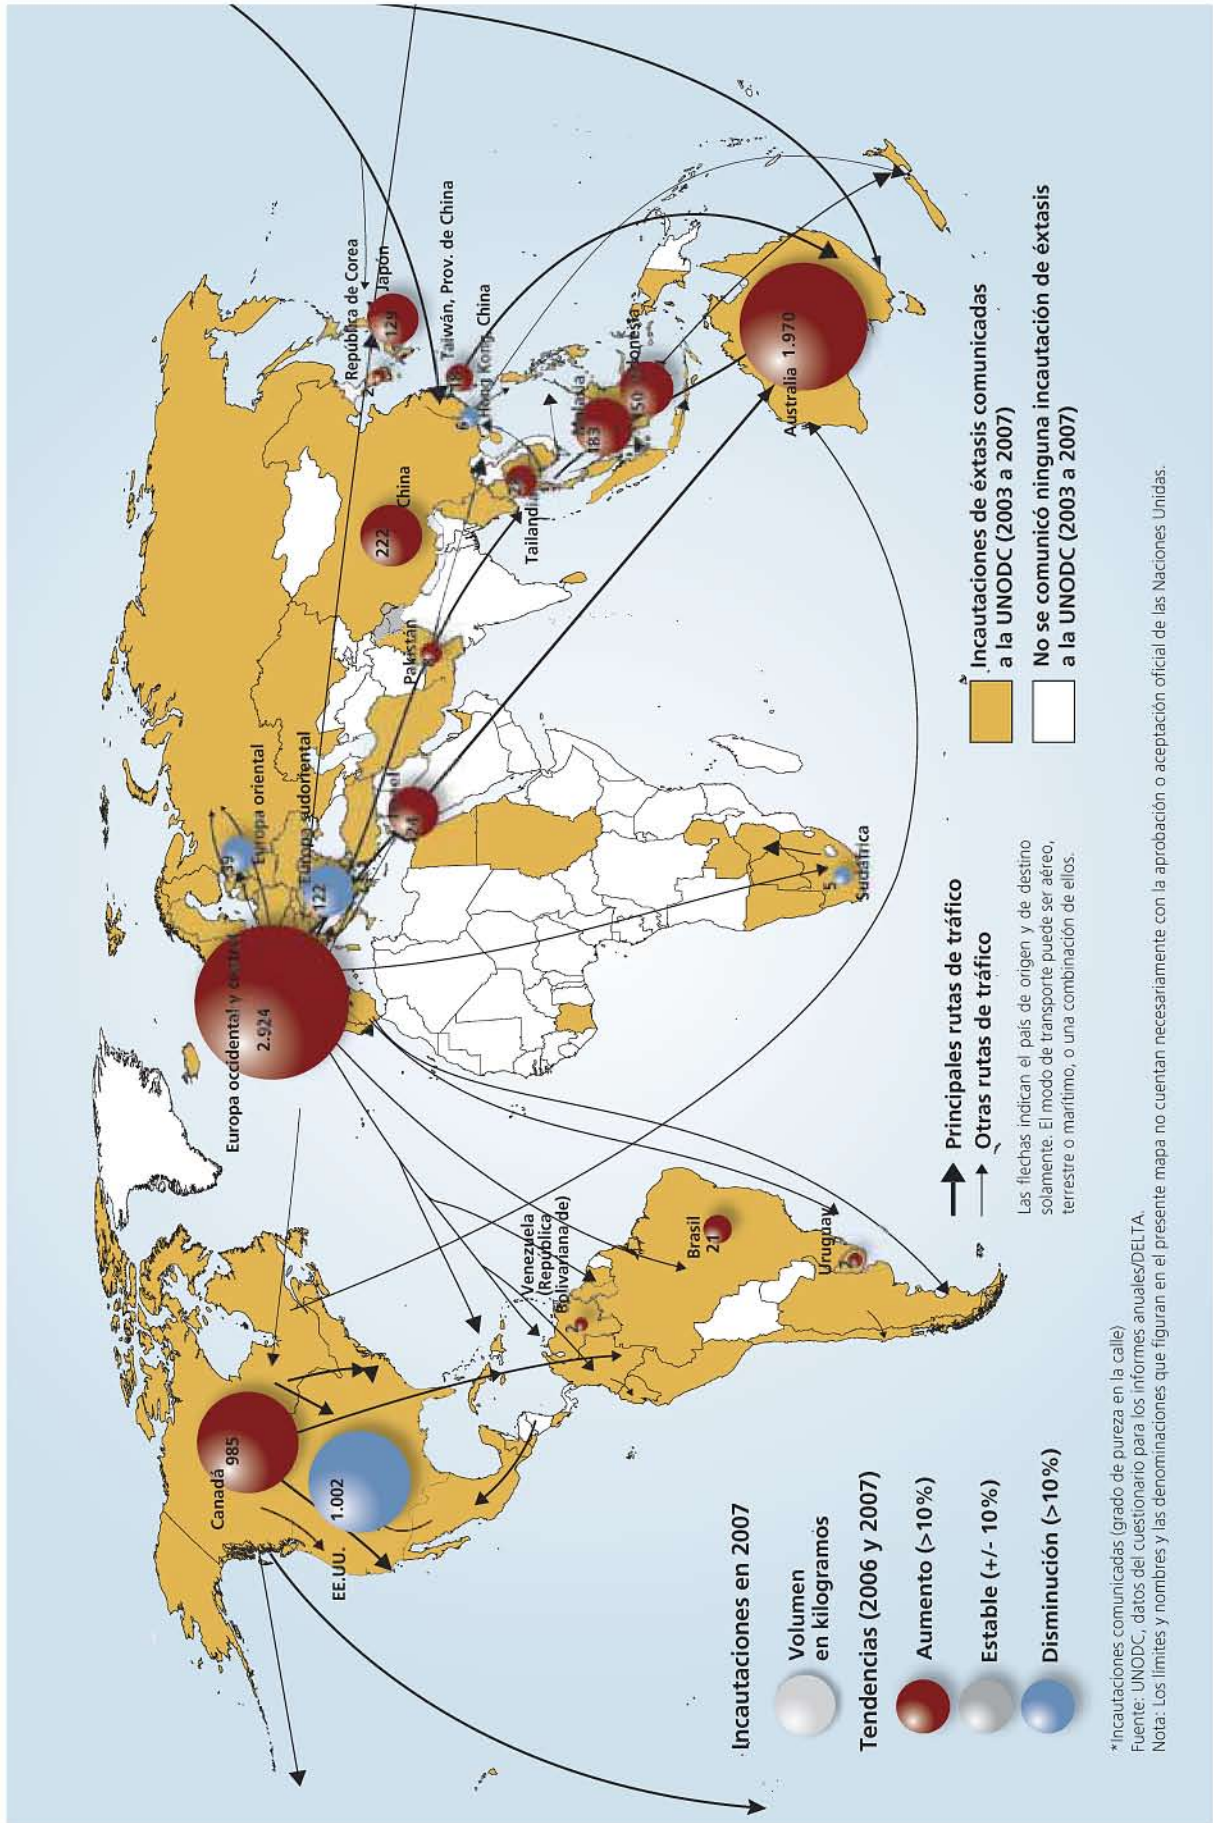 Canadá
985
EE.UU.
1.002
Europa occidental y central
2.924
Europa oriental
39
Europa sudoriental
122
124
Pakistán
China
222
República de Corea
2
Japón
129
Taiwán, Prov. de China
18
Hong Kong, China
6
Tailandia
Malasia
183
Indonesia
150
Australia 1.970
Venezuela
(República
Bolivariana de)
Brasil
21
Uruguay
Sudáfrica
5
Incautaciones en 2007
Volumen
en kilogramos
Tendencias (2006 y 2007)
Aumento (>10%)
Estable (+/- 10%)
Disminución (>10%)
Principales rutas de tráfico
Otras rutas de tráfico
Las flechas indican el país de origen y de destino
solamente. El modo de transporte puede ser aéreo,
terrestre o marítimo, o una combinación de ellos.
Incautaciones de éxtasis comunicadas
a la UNODC (2003 a 2007)
No se comunicó ninguna incautación de éxtasis
a la UNODC (2003 a 2007)
*Incautaciones comunicadas (grado de pureza en la calle)
Fuente: UNODC, datos del cuestionario para los informes anuales/DELTA.
Nota: Los límites y nombres y las denominaciones que figuran en el presente mapa no cuentan necesariamente con la aprobación o aceptación oficial de las Naciones Unidas.